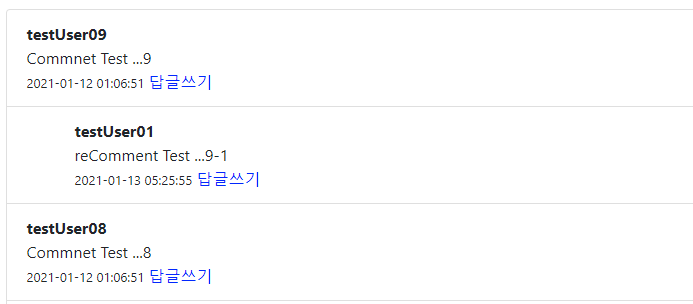 testUser09
Commnet Test ...9
2021-01-12 01:06:51 답글쓰기
testUser01
reComment Test ...9-1
2021-01-13 05:25:55 답글쓰기
testUser08
Commnet Test ...8
2021-01-12 01:06:51 답글쓰기